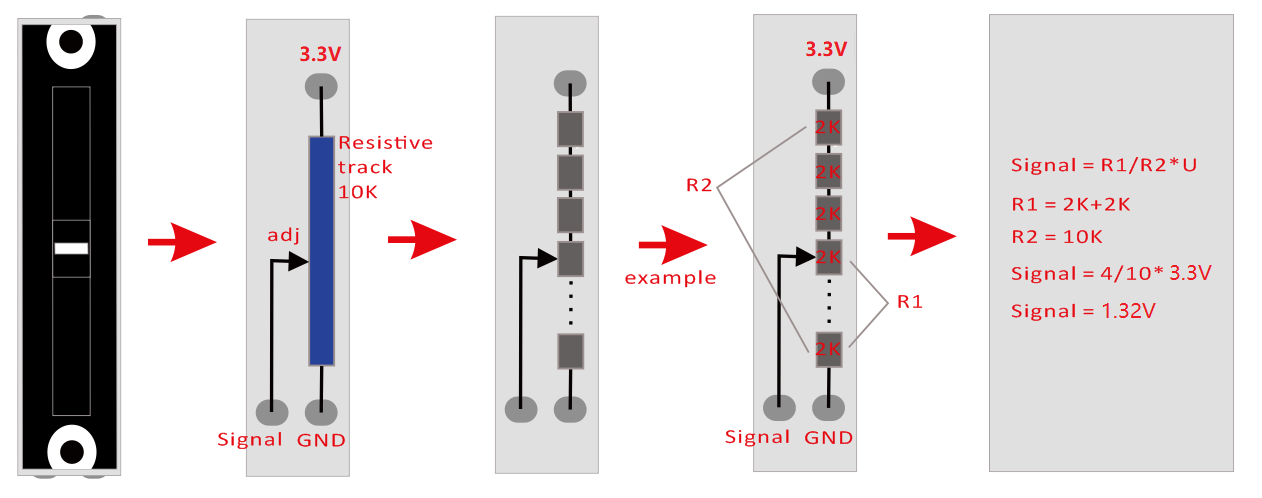 3.3V
Resistive
track
10K
adj
Signal GND
example
3.3V
2K
2K
2K
2K
2K
R2
R1
Signal GND
Signal = R1/R2*U
R1 = 2K+2K
R2 = 10K
Signal = 4/10* 3.3V
Signal = 1.32V